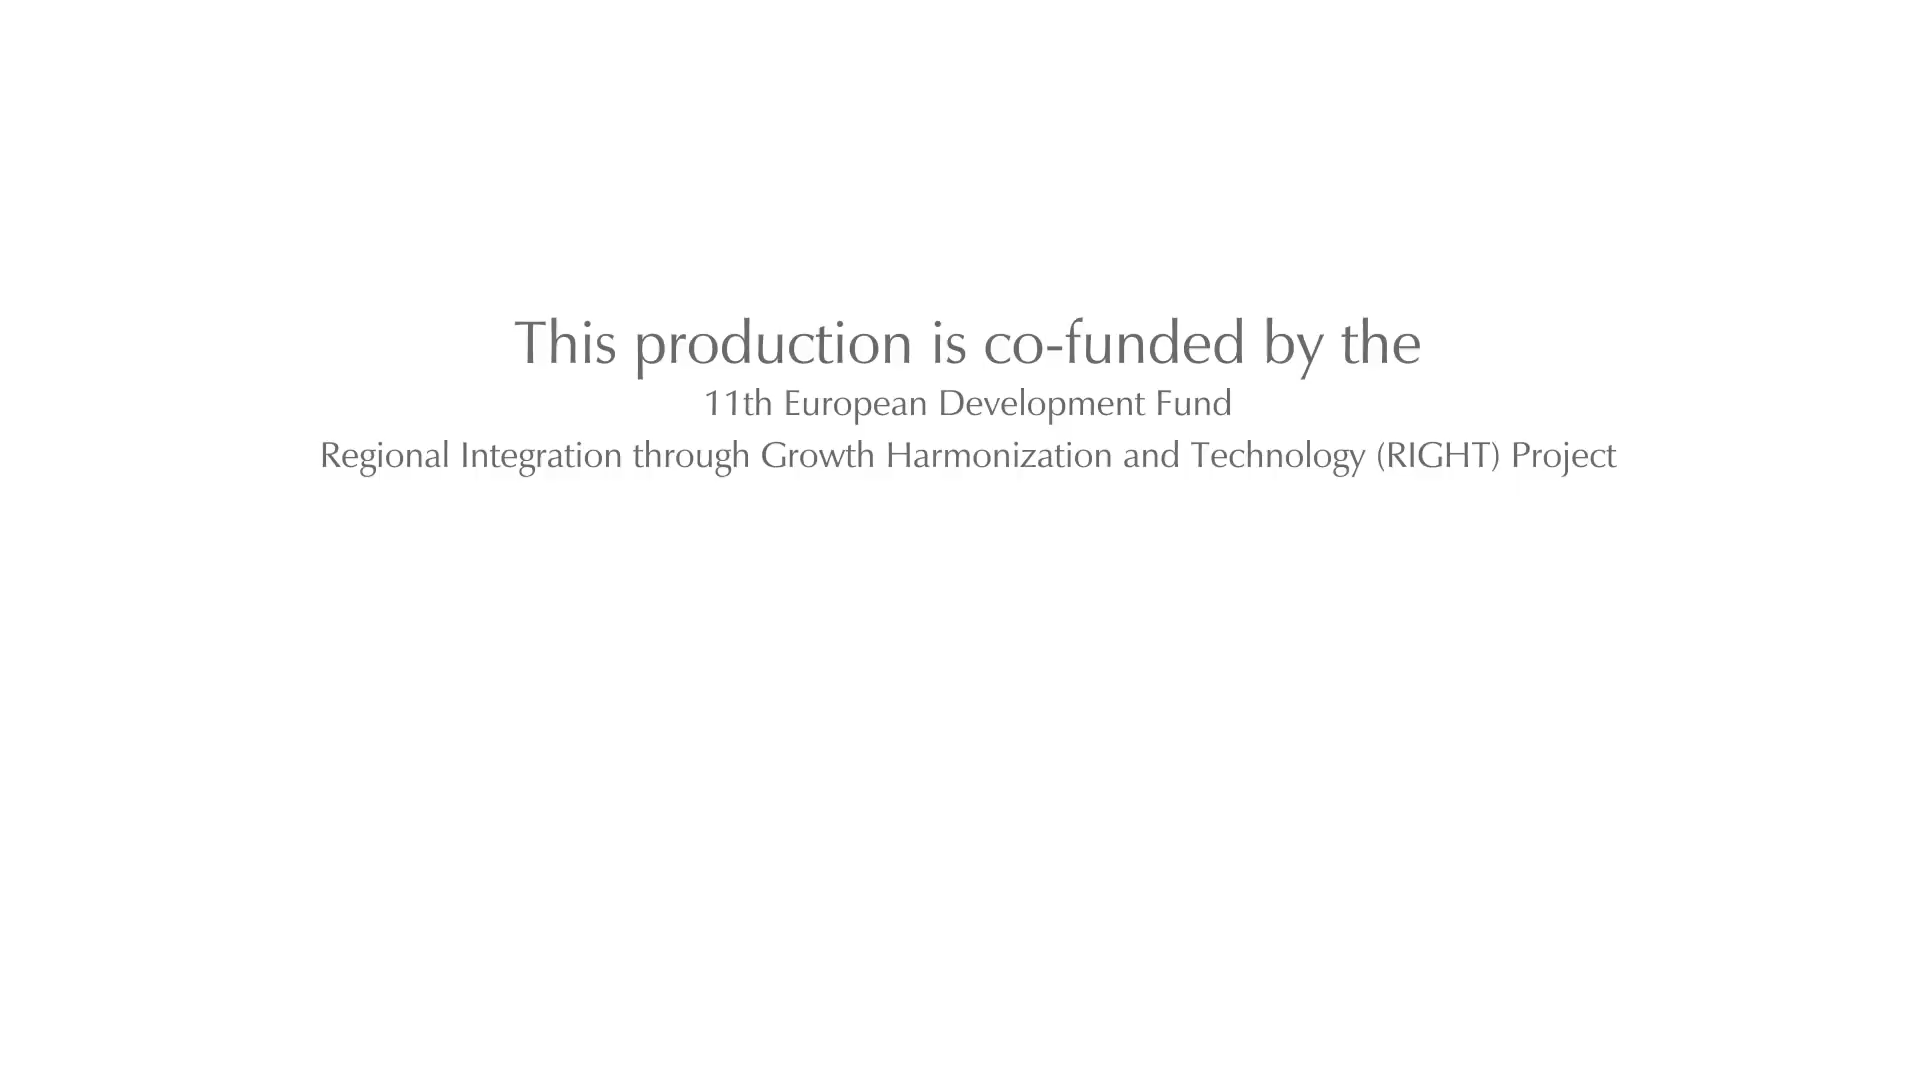 This production is co-funded by the
11th European Development Fund
Regional Integration through Growth Harmonization and Technology (RIGHT) Project